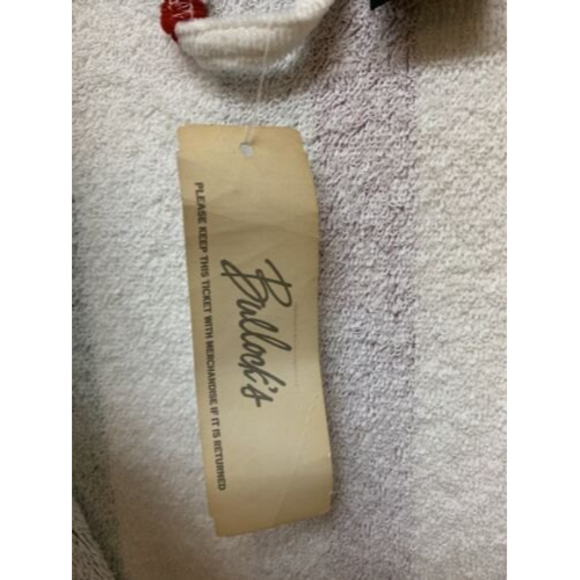 Bullock's
PLEASE KEEP THIS TICKET WITH MERCHANDISE IF IT IS RETURNED